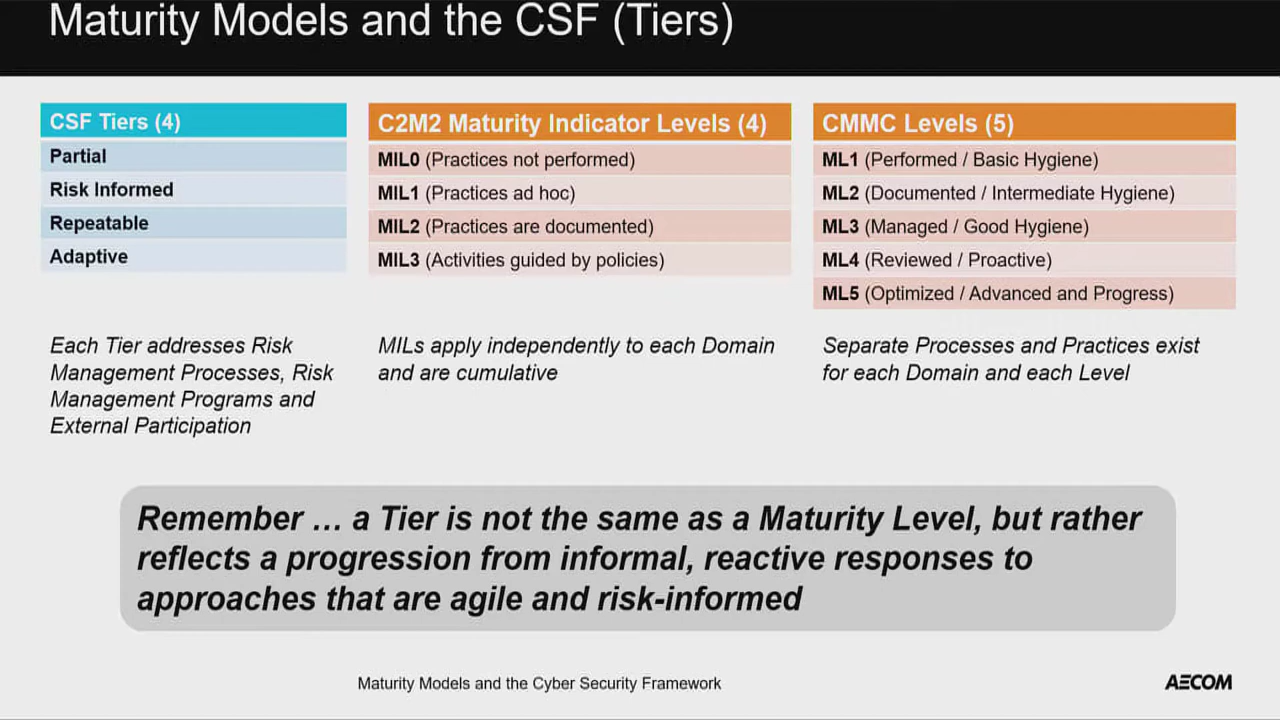 Maturity Models and the CSF (Tiers)
CSF Tiers (4)
Partial
Risk Informed
Repeatable
Adaptive
Each Tier addresses Risk
Management Processes, Risk
Management Programs and
External Participation
C2M2 Maturity Indicator Levels (4)
MIL0 (Practices not performed)
MIL1 (Practices ad hoc)
MIL2 (Practices are documented)
MIL3 (Activities guided by policies)
MILs apply independently to each Domain
and are cumulative
CMMC Levels (5)
ML1 (Performed / Basic Hygiene)
ML2 (Documented / Intermediate Hygiene)
ML3 (Managed / Good Hygiene)
ML4 (Reviewed / Proactive)
ML5 (Optimized / Advanced and Progress)
Separate Processes and Practices exist
for each Domain and each Level
Remember ... a Tier is not the same as a Maturity Level, but rather
reflects a progression from informal, reactive responses to
approaches that are agile and risk-informed
Maturity Models and the Cyber Security Framework
AECOM